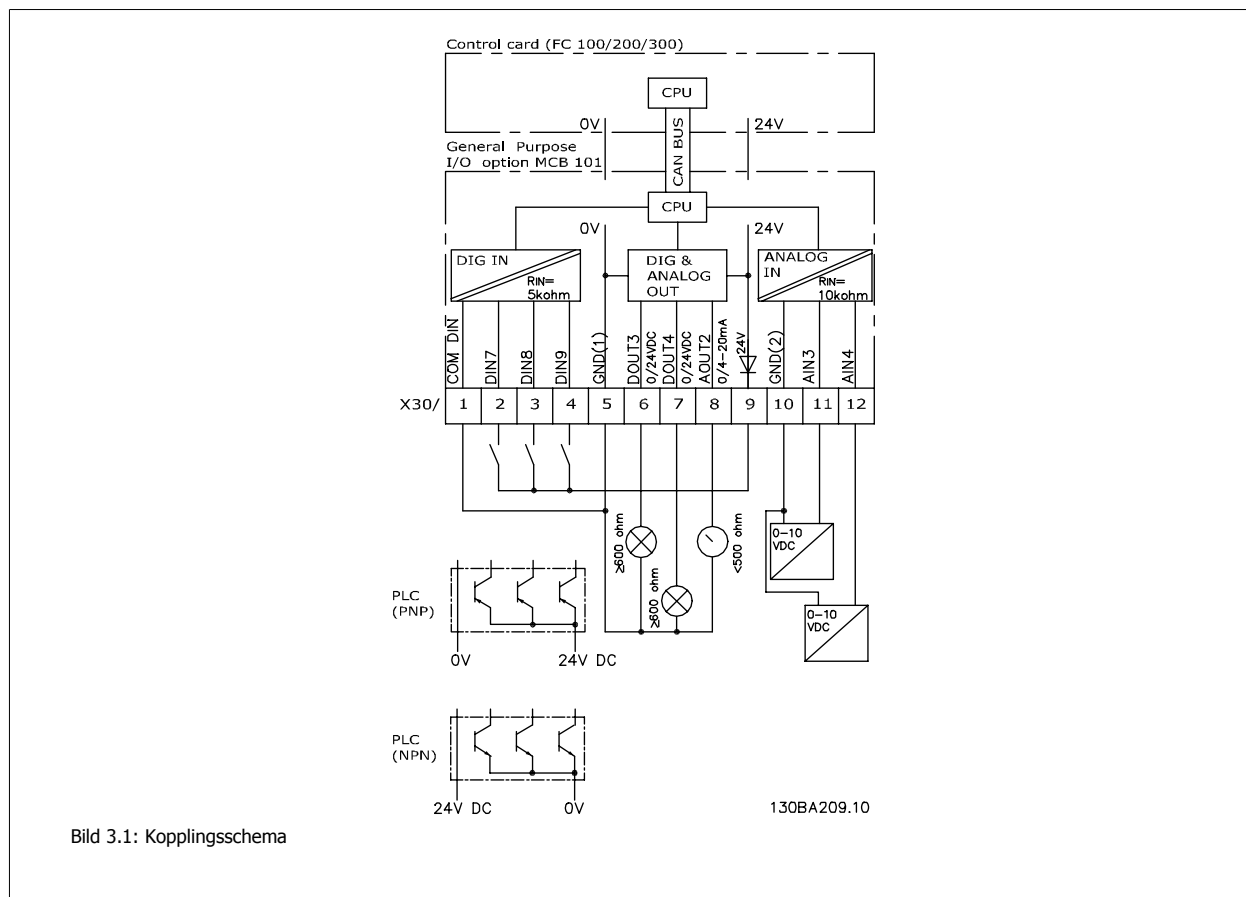 Control card (FC 100/200/300)
CPU
0V
24V
CAN BUS
General Purpose
I/O option MCB 101
CPU
0V
24V
DIG IN
RIN=
5kohm
DIG &
ANALOG
OUT
ANALOG
IN
RIN=
10kohm
COM DIN
DIN7
DIN8
DIN9
GND(1)
DOUT3
0/24VDC
DOUT4
0/24VDC
AOUT2
0/4-20mA
24V
GND(2)
AIN3
AIN4
X30/ 1 2 3 4 5 6 7 8 9 10 11 12
≥600 ohm
≥600 ohm
<500 ohm
0-10
VDC
0-10
VDC
PLC
(PNP)
0V 24V DC
PLC
(NPN)
24V DC 0V
130BA209.10
Bild 3.1: Kopplingsschema